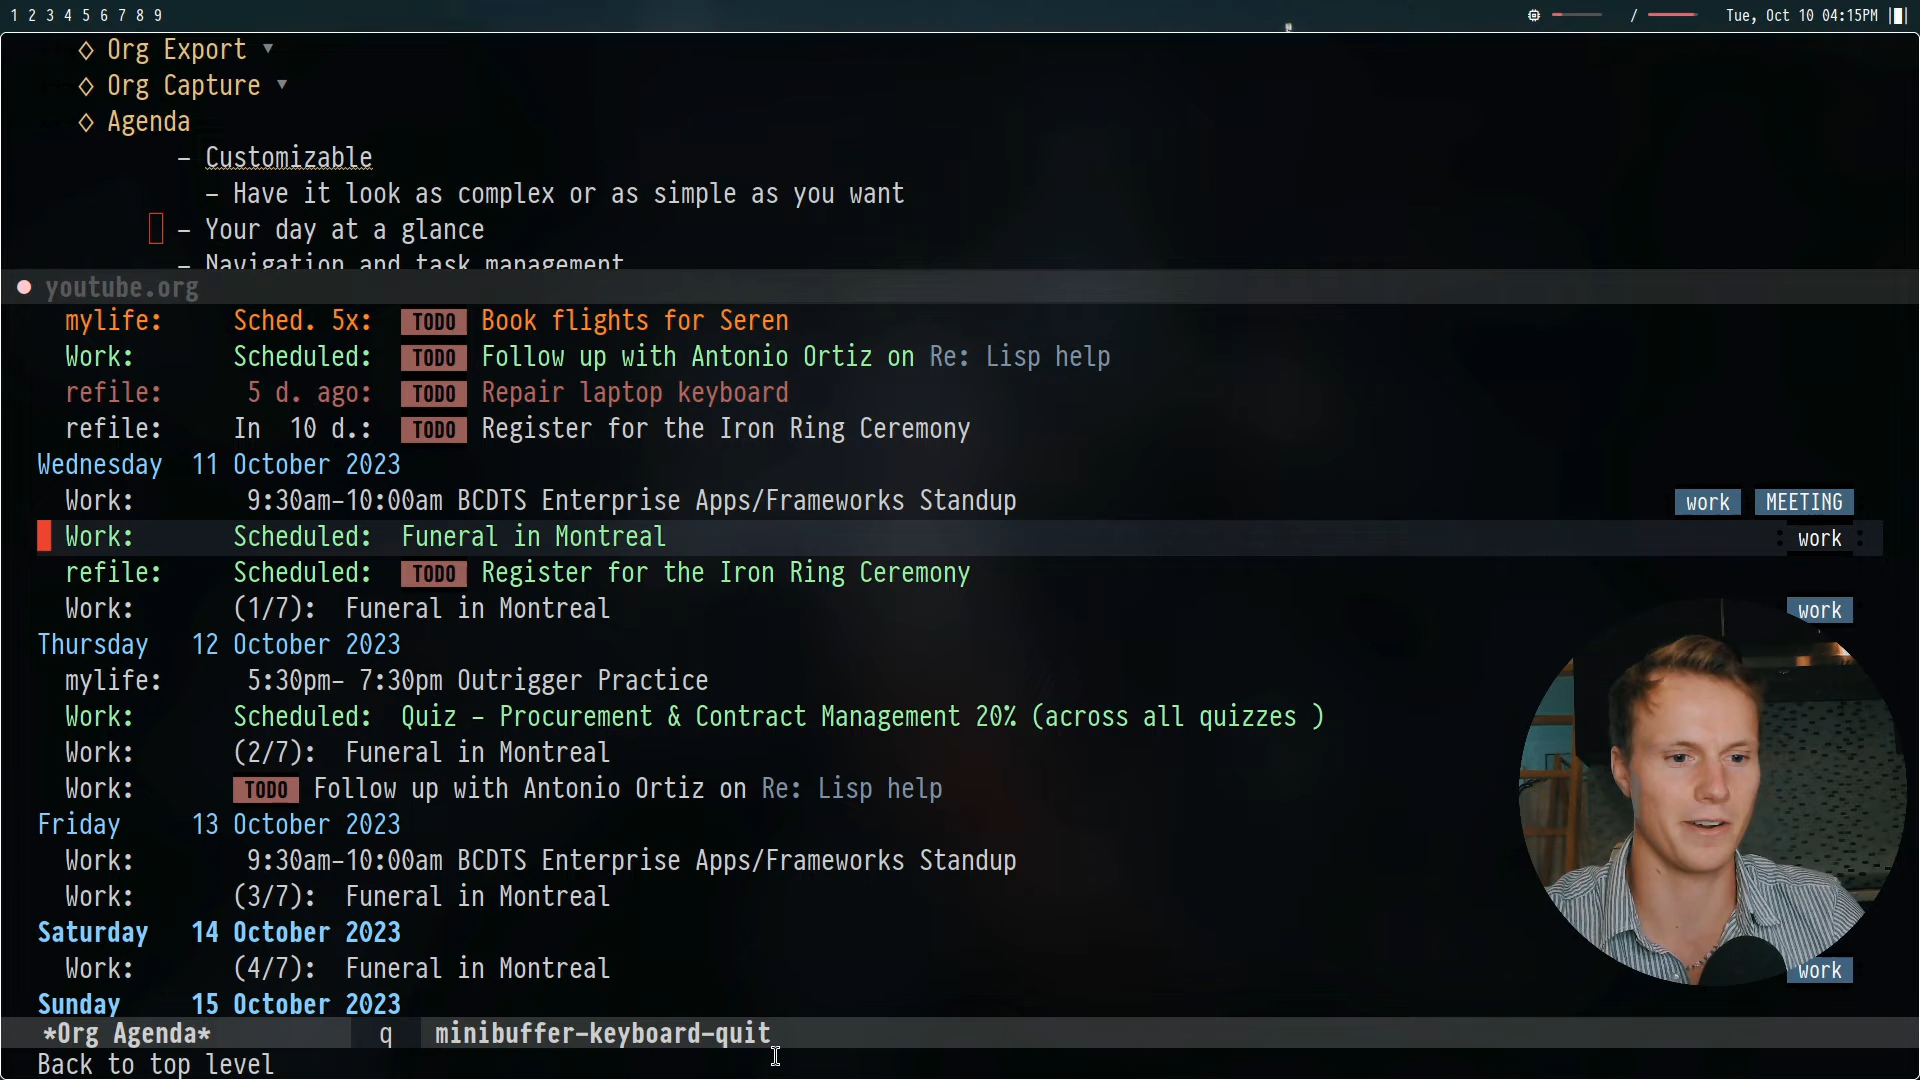 1 2 3 4 5 6 7 8 9 / Tue, Oct 10 04:15PM
◇ Org Export ▾
◇ Org Capture ▾
◇ Agenda
– Customizable
– Have it look as complex or as simple as you want
– Your day at a glance
– Navigation and task management
youtube.org
mylife: Sched. 5x: TODO Book flights for Seren
Work: Scheduled: TODO Follow up with Antonio Ortiz on Re: Lisp help
refile: 5 d. ago: TODO Repair laptop keyboard
refile: In 10 d.: TODO Register for the Iron Ring Ceremony
Wednesday 11 October 2023
Work: 9:30am–10:00am BCDTS Enterprise Apps/Frameworks Standup work MEETING
Work: Scheduled: Funeral in Montreal : work :
refile: Scheduled: TODO Register for the Iron Ring Ceremony
Work: (1/7): Funeral in Montreal work
Thursday 12 October 2023
mylife: 5:30pm– 7:30pm Outrigger Practice
Work: Scheduled: Quiz – Procurement & Contract Management 20% (across all quizzes )
Work: (2/7): Funeral in Montreal
Work: TODO Follow up with Antonio Ortiz on Re: Lisp help
Friday 13 October 2023
Work: 9:30am–10:00am BCDTS Enterprise Apps/Frameworks Standup
Work: (3/7): Funeral in Montreal
Saturday 14 October 2023
Work: (4/7): Funeral in Montreal work
Sunday 15 October 2023
*Org Agenda* q minibuffer-keyboard-quit
Back to top level